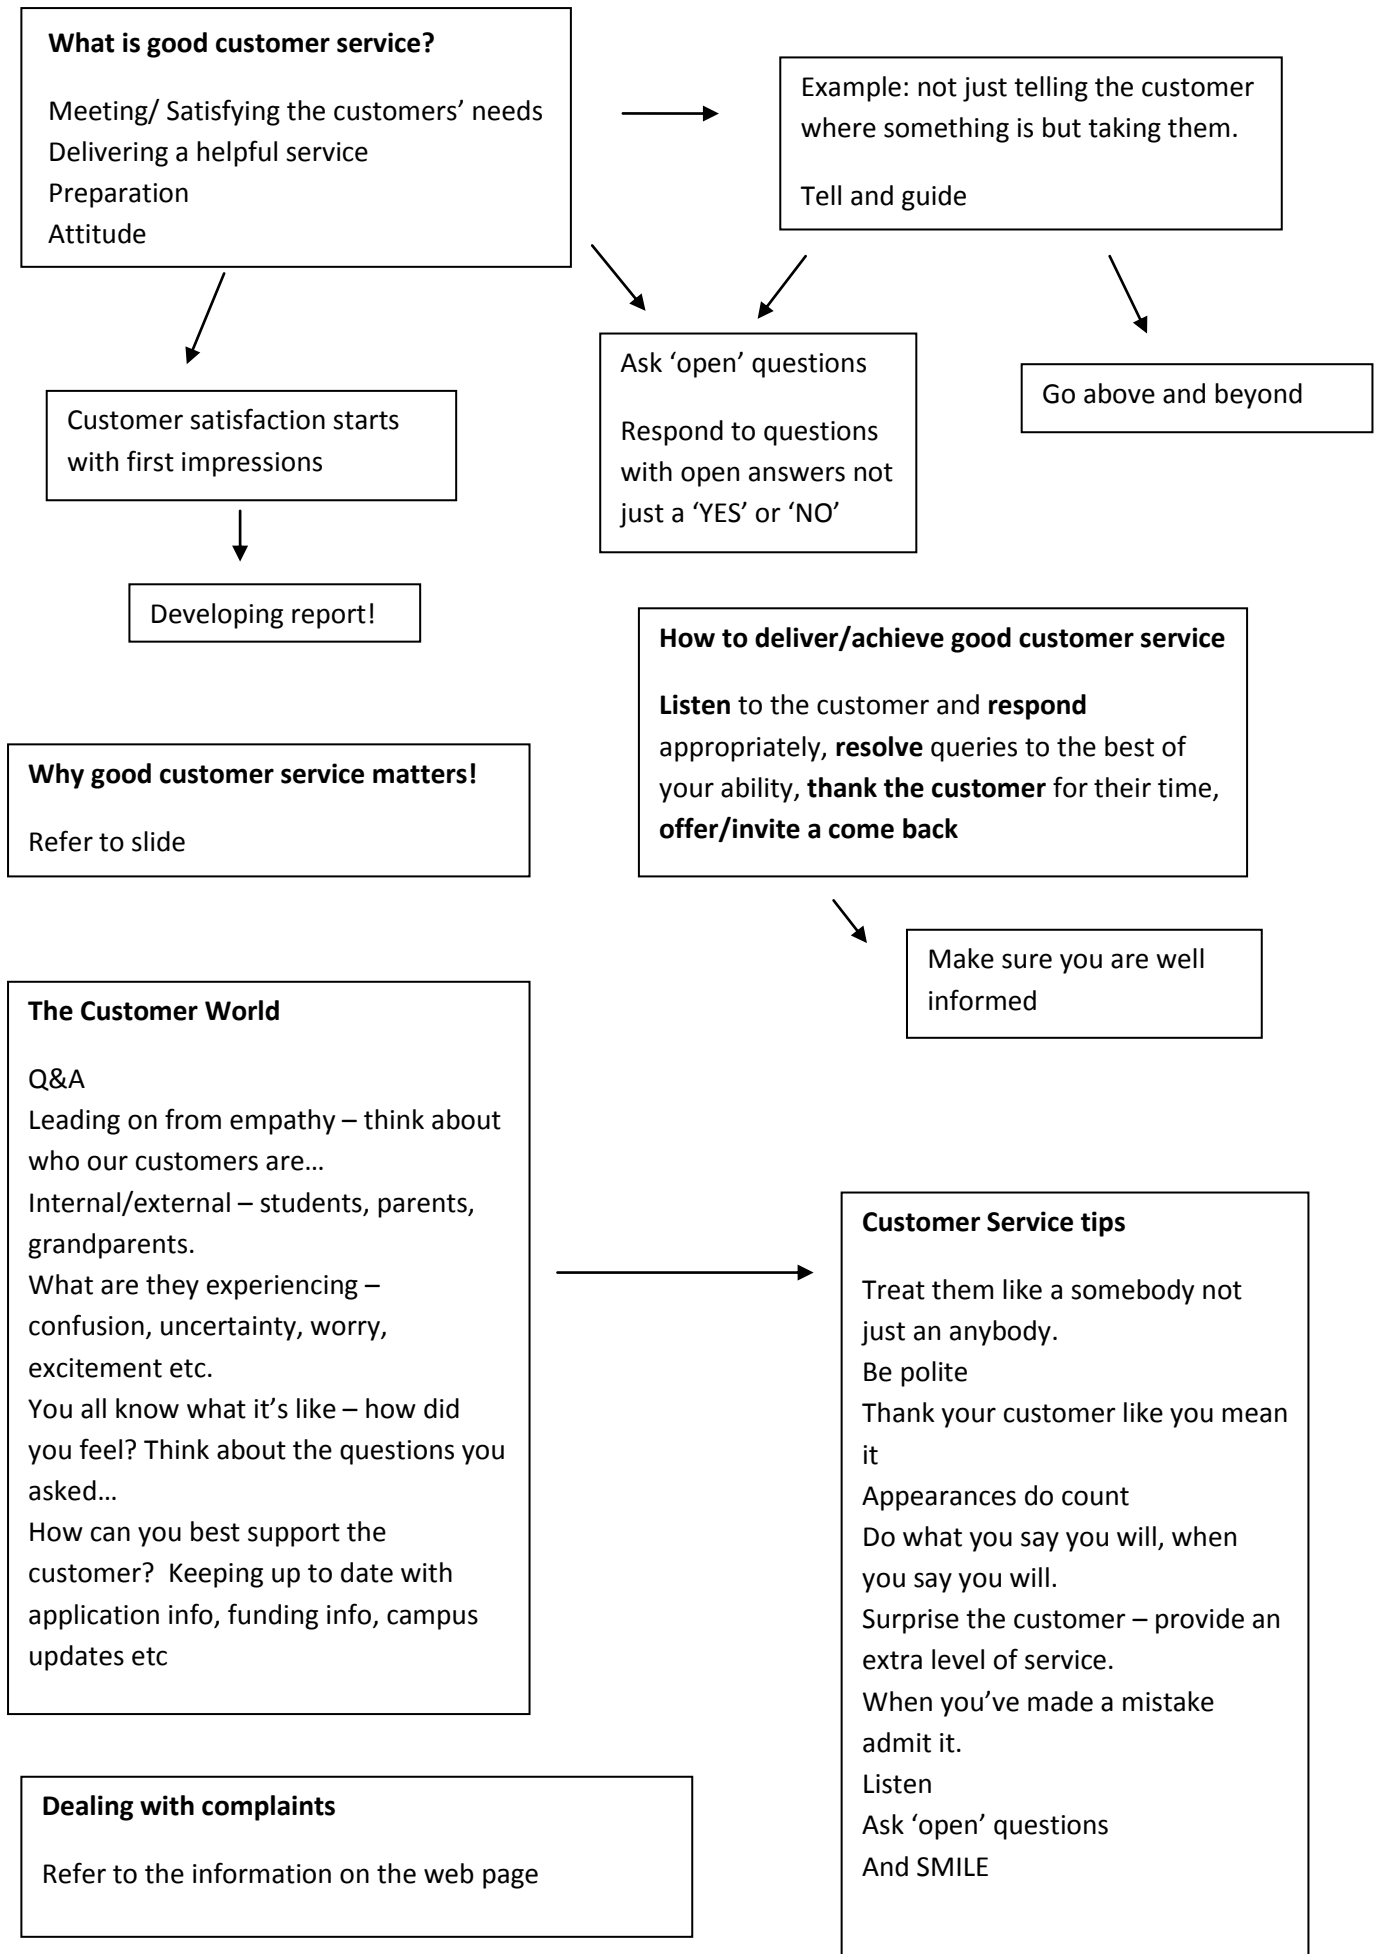 What is good customer service?
Meeting/ Satisfying the customers’ needs
Delivering a helpful service
Preparation
Attitude
Example: not just telling the customer
where something is but taking them.
Tell and guide
Ask ‘open’ questions
Respond to questions
with open answers not
just a ‘YES’ or ‘NO’
Go above and beyond
Customer satisfaction starts
with first impressions
Developing report!
How to deliver/achieve good customer service
Listen to the customer and respond
appropriately, resolve queries to the best of
your ability, thank the customer for their time,
offer/invite a come back
Why good customer service matters!
Refer to slide
Make sure you are well
informed
The Customer World
Q&A
Leading on from empathy – think about
who our customers are…
Internal/external – students, parents,
grandparents.
What are they experiencing –
confusion, uncertainty, worry,
excitement etc.
You all know what it’s like – how did
you feel? Think about the questions you
asked…
How can you best support the
customer?  Keeping up to date with
application info, funding info, campus
updates etc
Customer Service tips
Treat them like a somebody not
just an anybody.
Be polite
Thank your customer like you mean
it
Appearances do count
Do what you say you will, when
you say you will.
Surprise the customer – provide an
extra level of service.
When you’ve made a mistake
admit it.
Listen
Ask ‘open’ questions
And SMILE
Dealing with complaints
Refer to the information on the web page